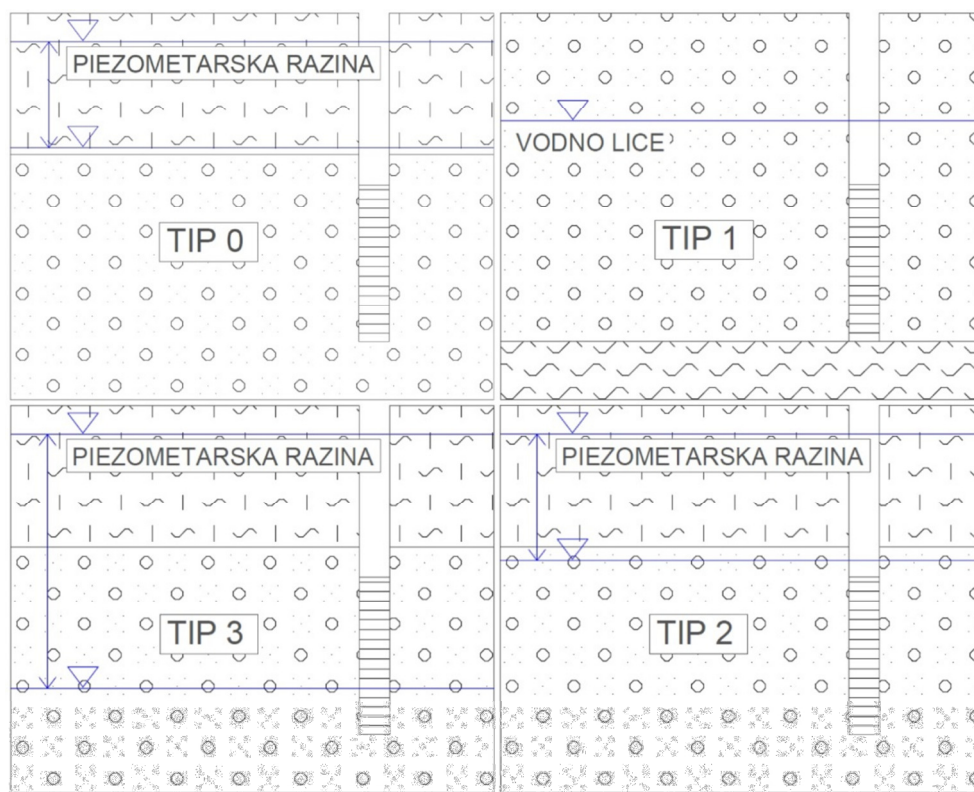 PIEZOMETARSKA RAZINA
TIP 0
VODNO LICE
TIP 1
PIEZOMETARSKA RAZINA
TIP 3
PIEZOMETARSKA RAZINA
TIP 2